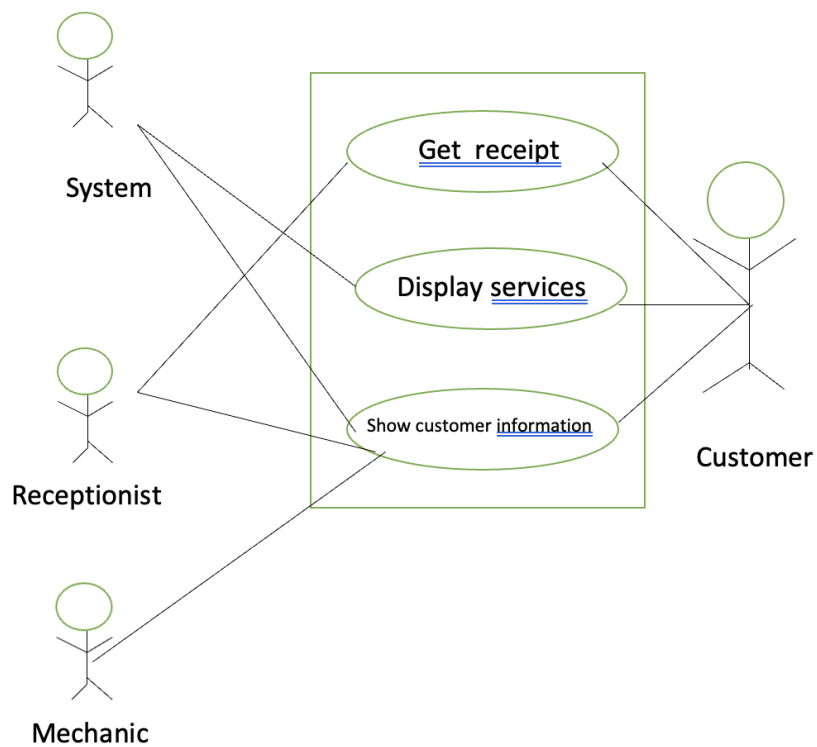 System
Receptionist
Mechanic
Get  receipt
Display services
Show customer information
Customer